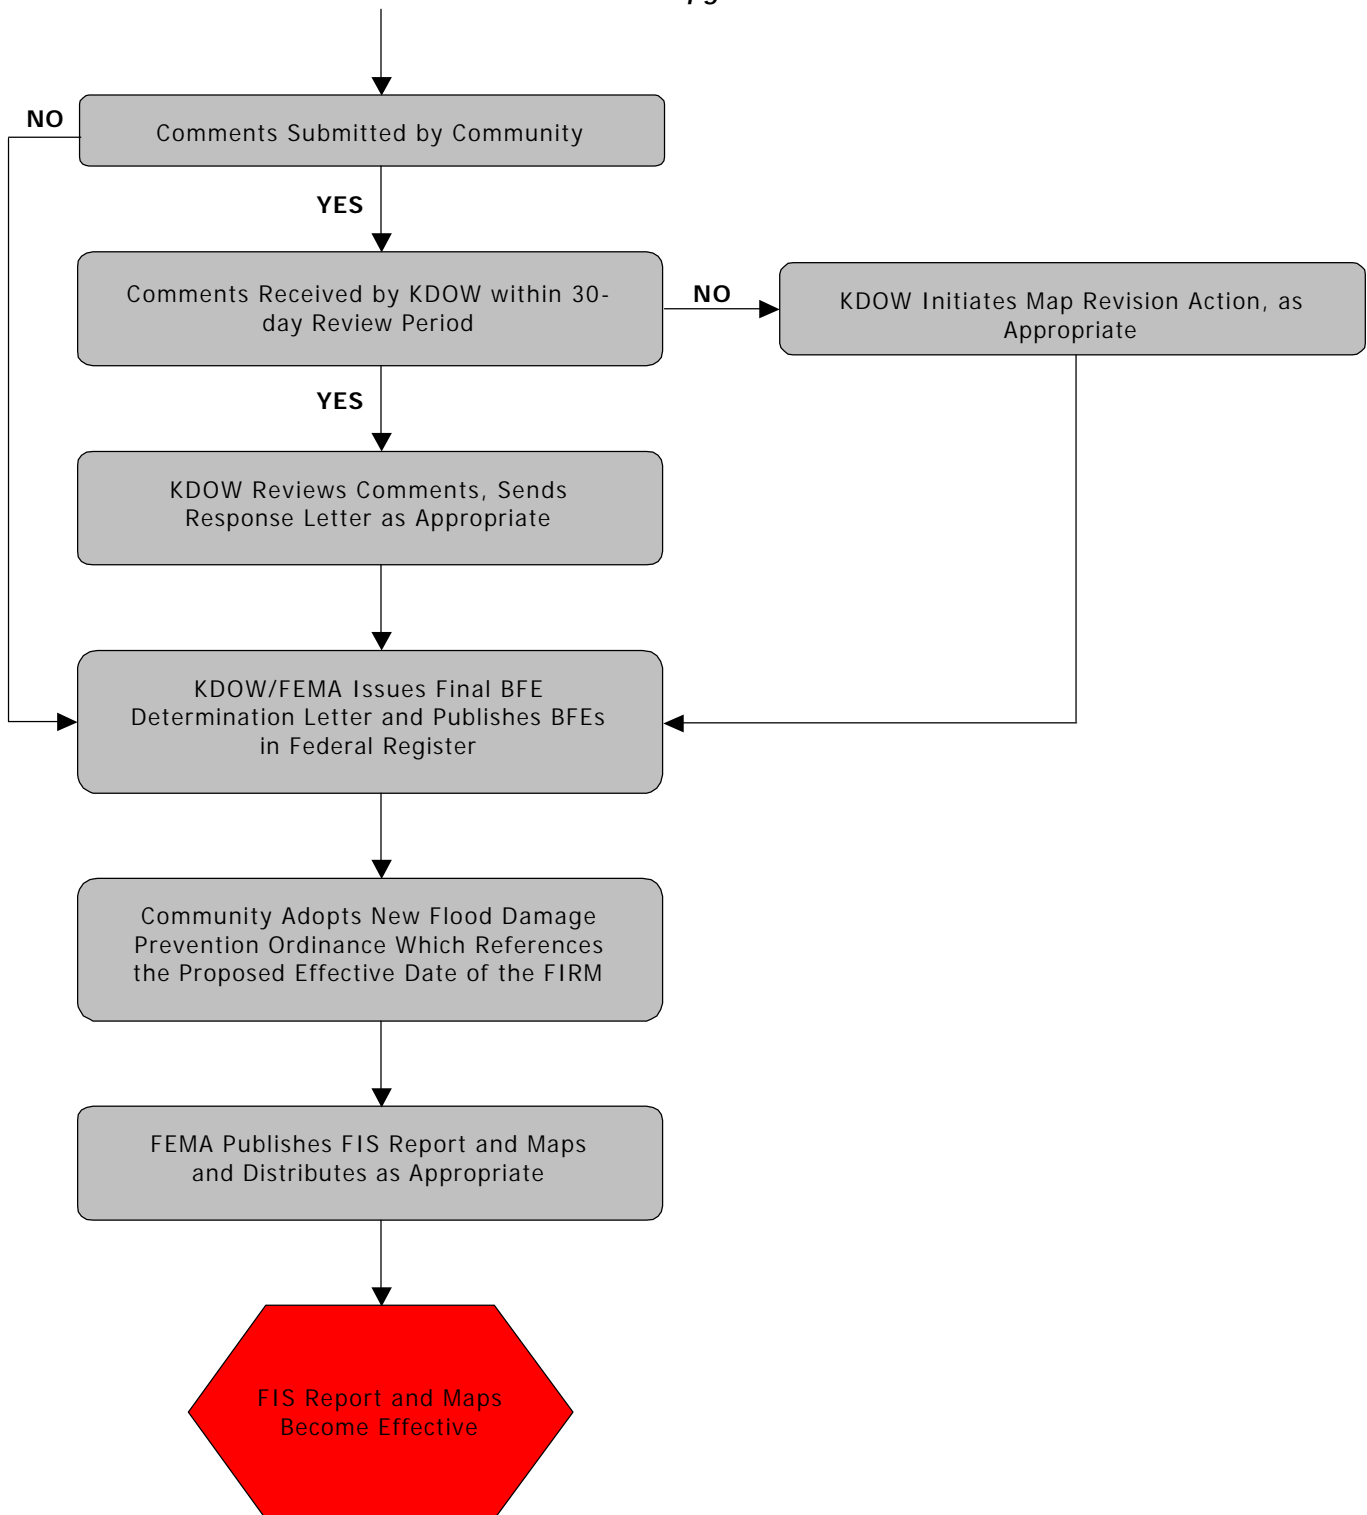 NO
Comments Submitted by Community
YES
Comments Received by KDOW within 30-
day Review Period
NO
KDOW Initiates Map Revision Action, as
Appropriate
YES
KDOW Reviews Comments, Sends
Response Letter as Appropriate
KDOW/FEMA Issues Final BFE
Determination Letter and Publishes BFEs
in Federal Register
Community Adopts New Flood Damage
Prevention Ordinance Which References
the Proposed Effective Date of the FIRM
FEMA Publishes FIS Report and Maps
and Distributes as Appropriate
FIS Report and Maps
Become Effective